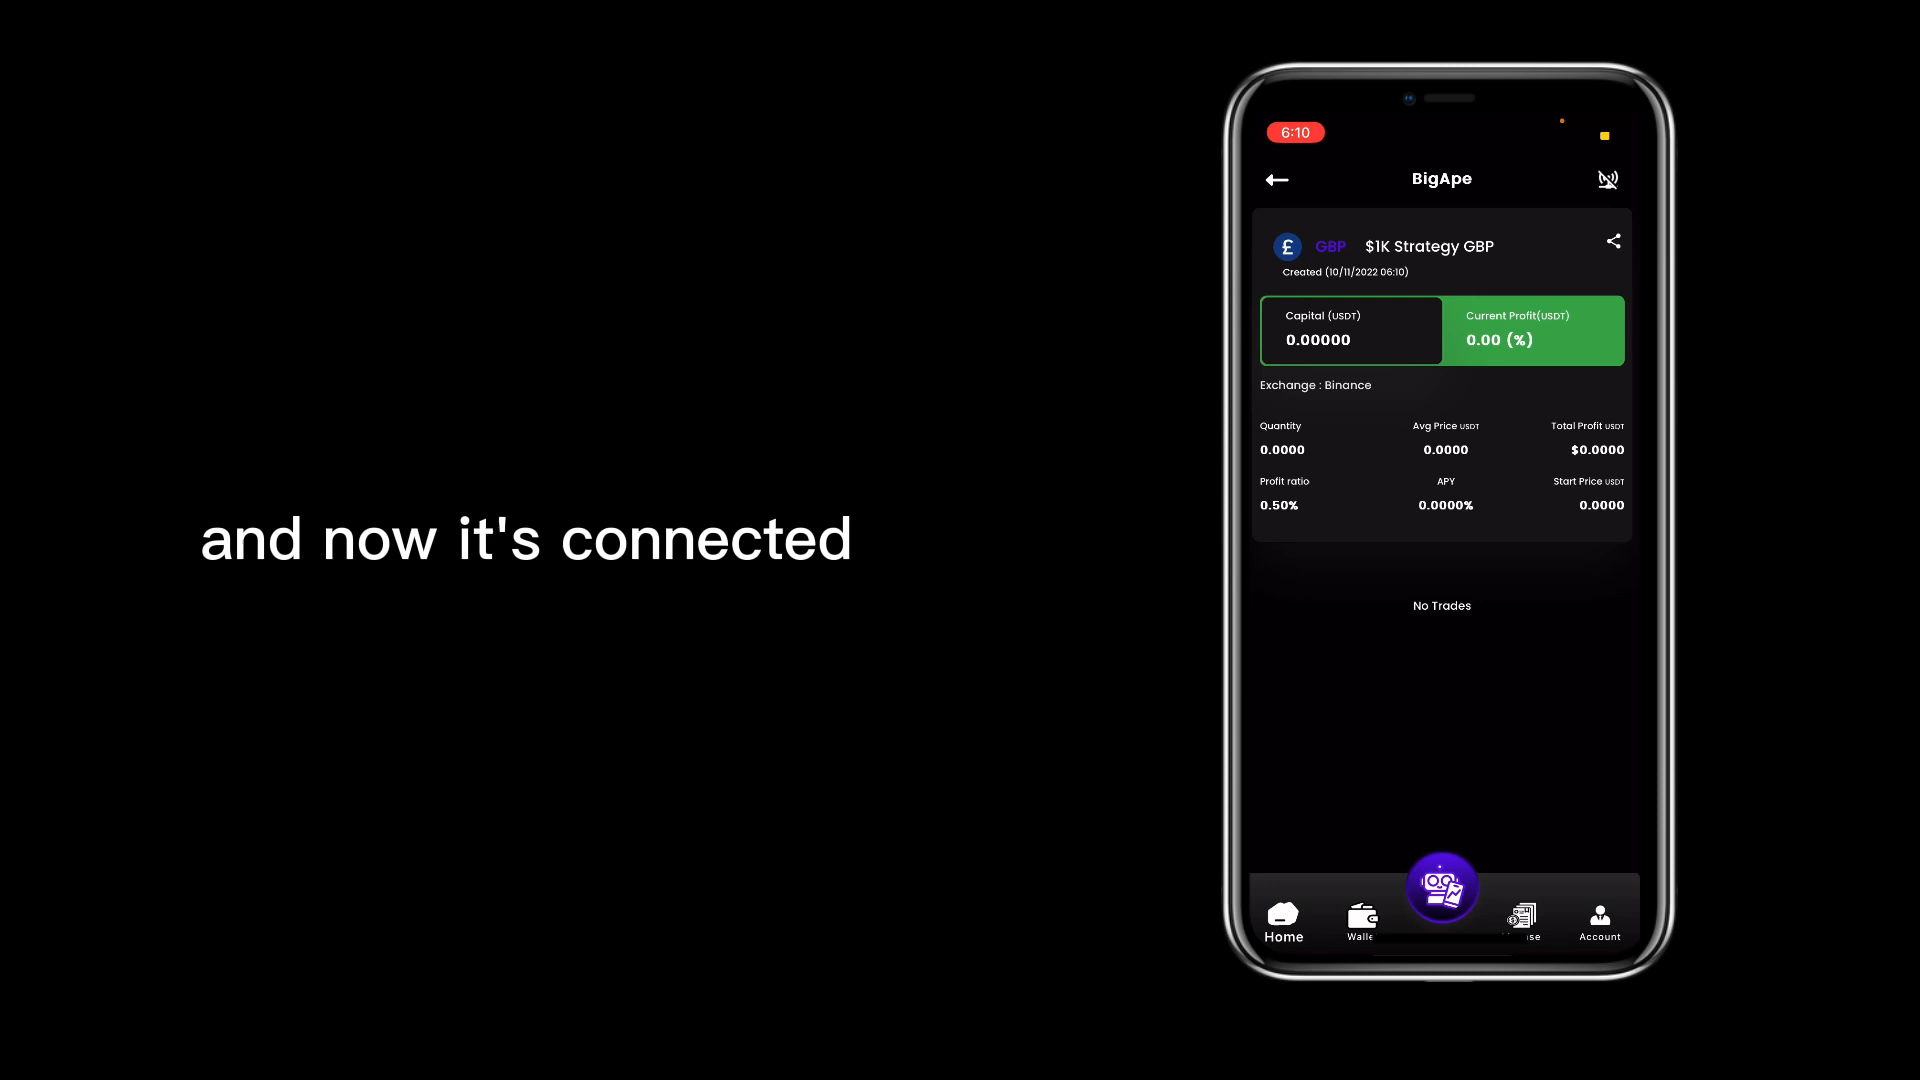 and now it's connected
6:10
BigApe
£ GBP $1K Strategy GBP
Created (10/11/2022 06:10)
Capital (USDT) Current Profit(USDT)
0.00000 0.00 (%)
Exchange : Binance
Quantity Avg Price USDT Total Profit USDT
0.0000 0.0000 $0.0000
Profit ratio APY Start Price USDT
0.50% 0.0000% 0.0000
No Trades
Home Account